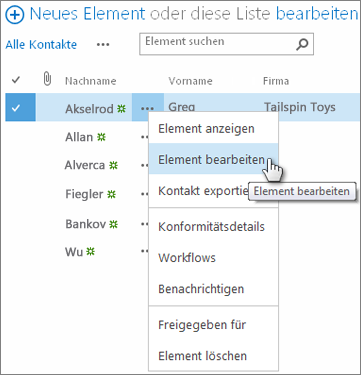 Neues Element oder diese Liste bearbeiten
Alle Kontakte ••• Element suchen
Nachname Vorname Firma
Akselrod ••• Greg Tailspin Toys
Allan
Alverca
Fiegler
Bankov
Wu
Element anzeigen
Element bearbeiten
Kontakt
Element bearbeiten
Konformitätsdetails
Workflows
Benachrichtigen
Freigegeben für
Element löschen